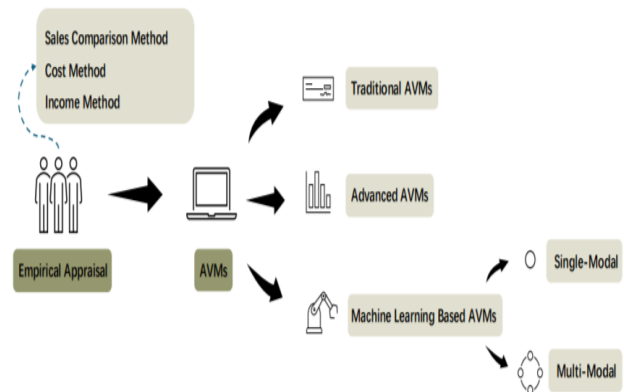 Sales Comparison Method
Cost Method
Income Method
Traditional AVMs
Advanced AVMs
Empirical Appraisal
AVMs
Single-Modal
Machine Learning Based AVMs
Multi-Modal